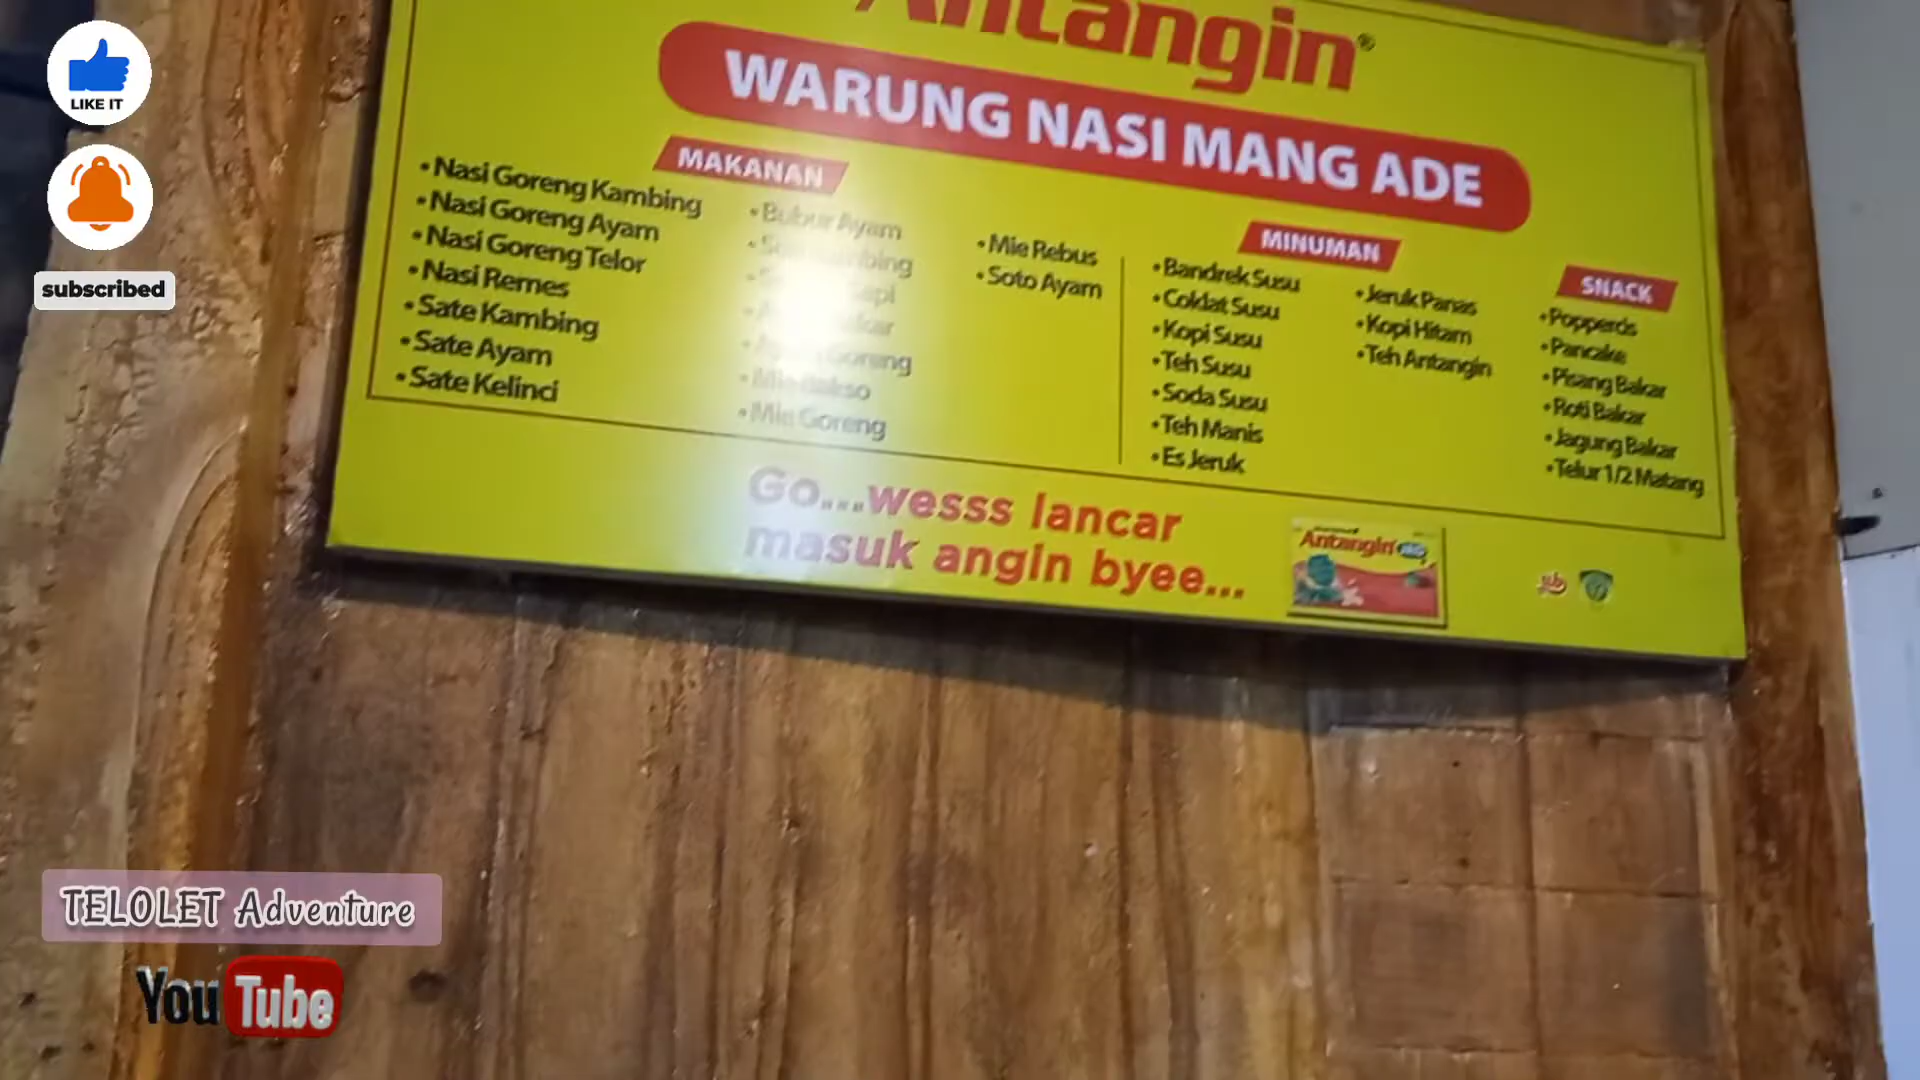 LIKE IT
subscribed
Antangin®
WARUNG NASI MANG ADE
MAKANAN
• Nasi Goreng Kambing
• Nasi Goreng Ayam
• Nasi Goreng Telor
• Nasi Remes
• Sate Kambing
• Sate Ayam
• Sate Kelinci
• Bubur Ayam
• Goreng
• Mie Bakso
• Mie Goreng
• Mie Rebus
• Soto Ayam
MINUMAN
• Bandrek Susu
• Coklat Susu
• Kopi Susu
• Teh Susu
• Soda Susu
• Teh Manis
• Es Jeruk
• Jeruk Panas
• Kopi Hitam
• Teh Antangin
SNACK
• Pancake
• Pisang Bakar
• Roti Bakar
• Jagung Bakar
• Telur 1/2 Matang
Go...wesss lancar
masuk angin byee...
Antangin
TELOLET Adventure
YouTube